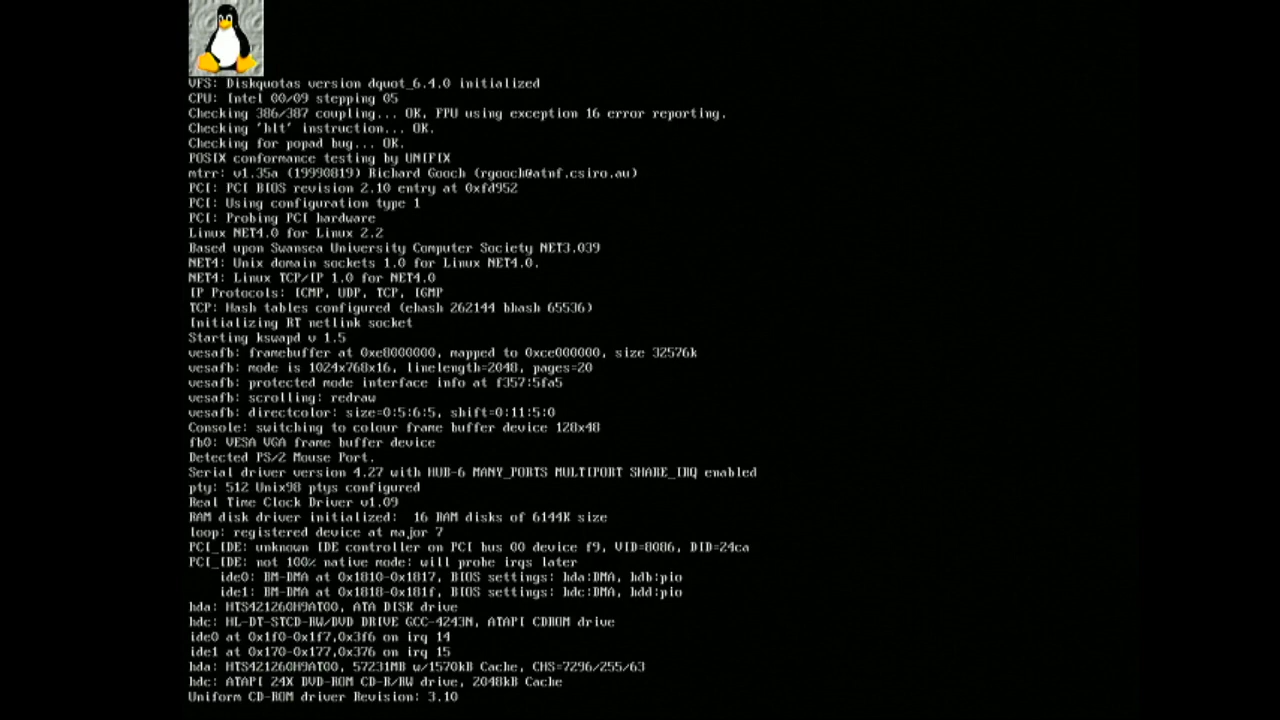 VFS: Diskquotas version dquot_6.4.0 initialized
CPU: Intel 00/09 stepping 05
Checking 386/387 coupling... OK, FPU using exception 16 error reporting.
Checking 'hlt' instruction... OK.
Checking for popad bug... OK.
POSIX conformance testing by UNIFIX
mtrr: v1.35a (19990819) Richard Gooch (rgooch@atnf.csiro.au)
PCI: PCI BIOS revision 2.10 entry at 0xfd952
PCI: Using configuration type 1
PCI: Probing PCI hardware
Linux NET4.0 for Linux 2.2
Based upon Swansea University Computer Society NET3.039
NET4: Unix domain sockets 1.0 for Linux NET4.0.
NET4: Linux TCP/IP 1.0 for NET4.0
IP Protocols: ICMP, UDP, TCP, IGMP
TCP: Hash tables configured (ehash 262144 bhash 65536)
Initializing RT netlink socket
Starting kswapd v 1.5
vesafb: framebuffer at 0xe8000000, mapped to 0xce000000, size 32576k
vesafb: mode is 1024x768x16, linelength=2048, pages=20
vesafb: protected mode interface info at f357:5fa5
vesafb: scrolling: redraw
vesafb: directcolor: size=0:5:6:5, shift=0:11:5:0
Console: switching to colour frame buffer device 128x48
fb0: VESA VGA frame buffer device
Detected PS/2 Mouse Port.
Serial driver version 4.27 with HUB-6 MANY_PORTS MULTIPORT SHARE_IRQ enabled
pty: 512 Unix98 ptys configured
Real Time Clock Driver v1.09
RAM disk driver initialized:  16 RAM disks of 6144K size
loop: registered device at major 7
PCI_IDE: unknown IDE controller on PCI bus 00 device f9, VID=8086, DID=24ca
PCI_IDE: not 100% native mode: will probe irqs later
    ide0: BM-DMA at 0x1810-0x1817, BIOS settings: hda:DMA, hdb:pio
    ide1: BM-DMA at 0x1818-0x181f, BIOS settings: hdc:DMA, hdd:pio
hda: HTS421260H9AT00, ATA DISK drive
hdc: HL-DT-STCD-RW/DVD DRIVE GCC-4243N, ATAPI CDROM drive
ide0 at 0x1f0-0x1f7,0x3f6 on irq 14
ide1 at 0x170-0x177,0x376 on irq 15
hda: HTS421260H9AT00, 57231MB w/1570kB Cache, CHS=7296/255/63
hdc: ATAPI 24X DVD-ROM CD-R/RW drive, 2048kB Cache
Uniform CD-ROM driver Revision: 3.10